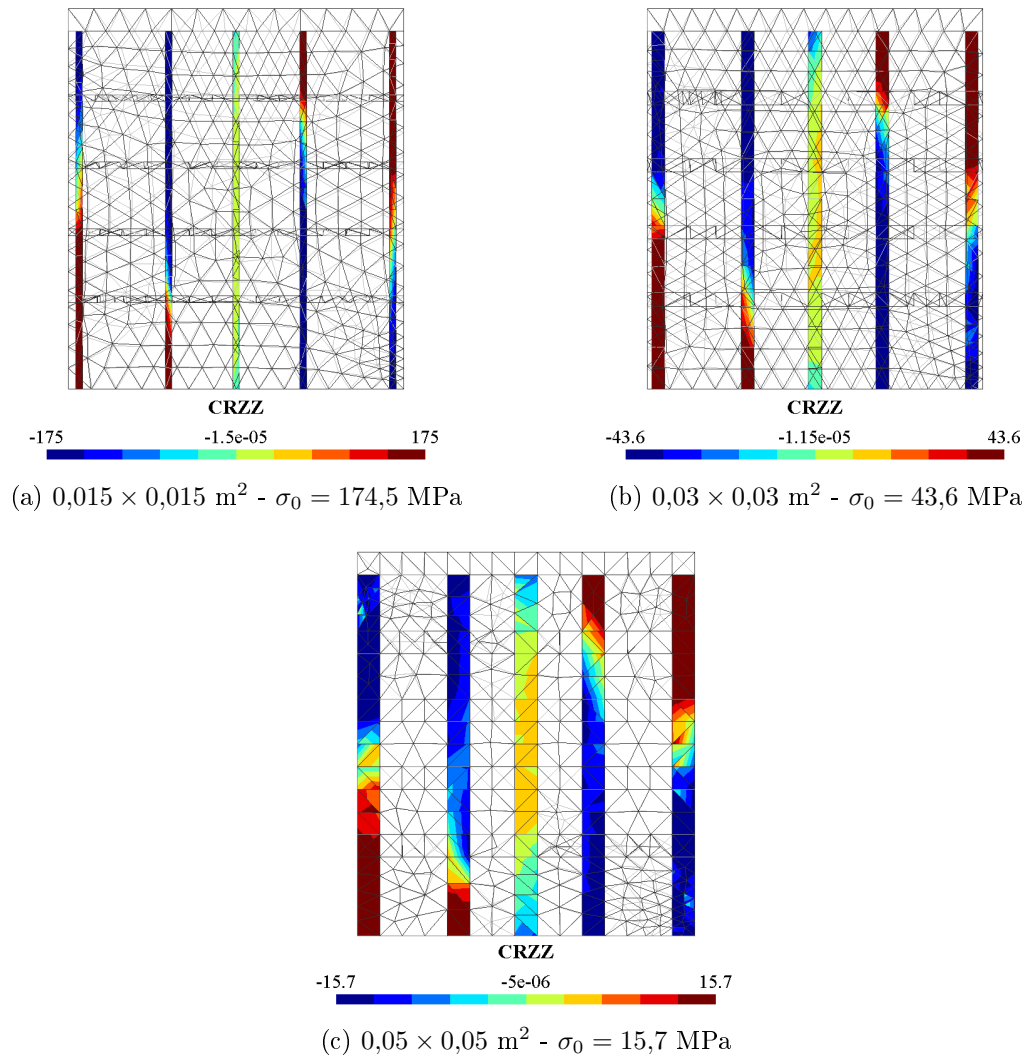 CRZZ
-175 -1.5e-05 175
(a) 0,015 × 0,015 m² - σ₀ = 174,5 MPa
CRZZ
-43.6 -1.15e-05 43.6
(b) 0,03 × 0,03 m² - σ₀ = 43,6 MPa
CRZZ
-15.7 -5e-06 15.7
(c) 0,05 × 0,05 m² - σ₀ = 15,7 MPa